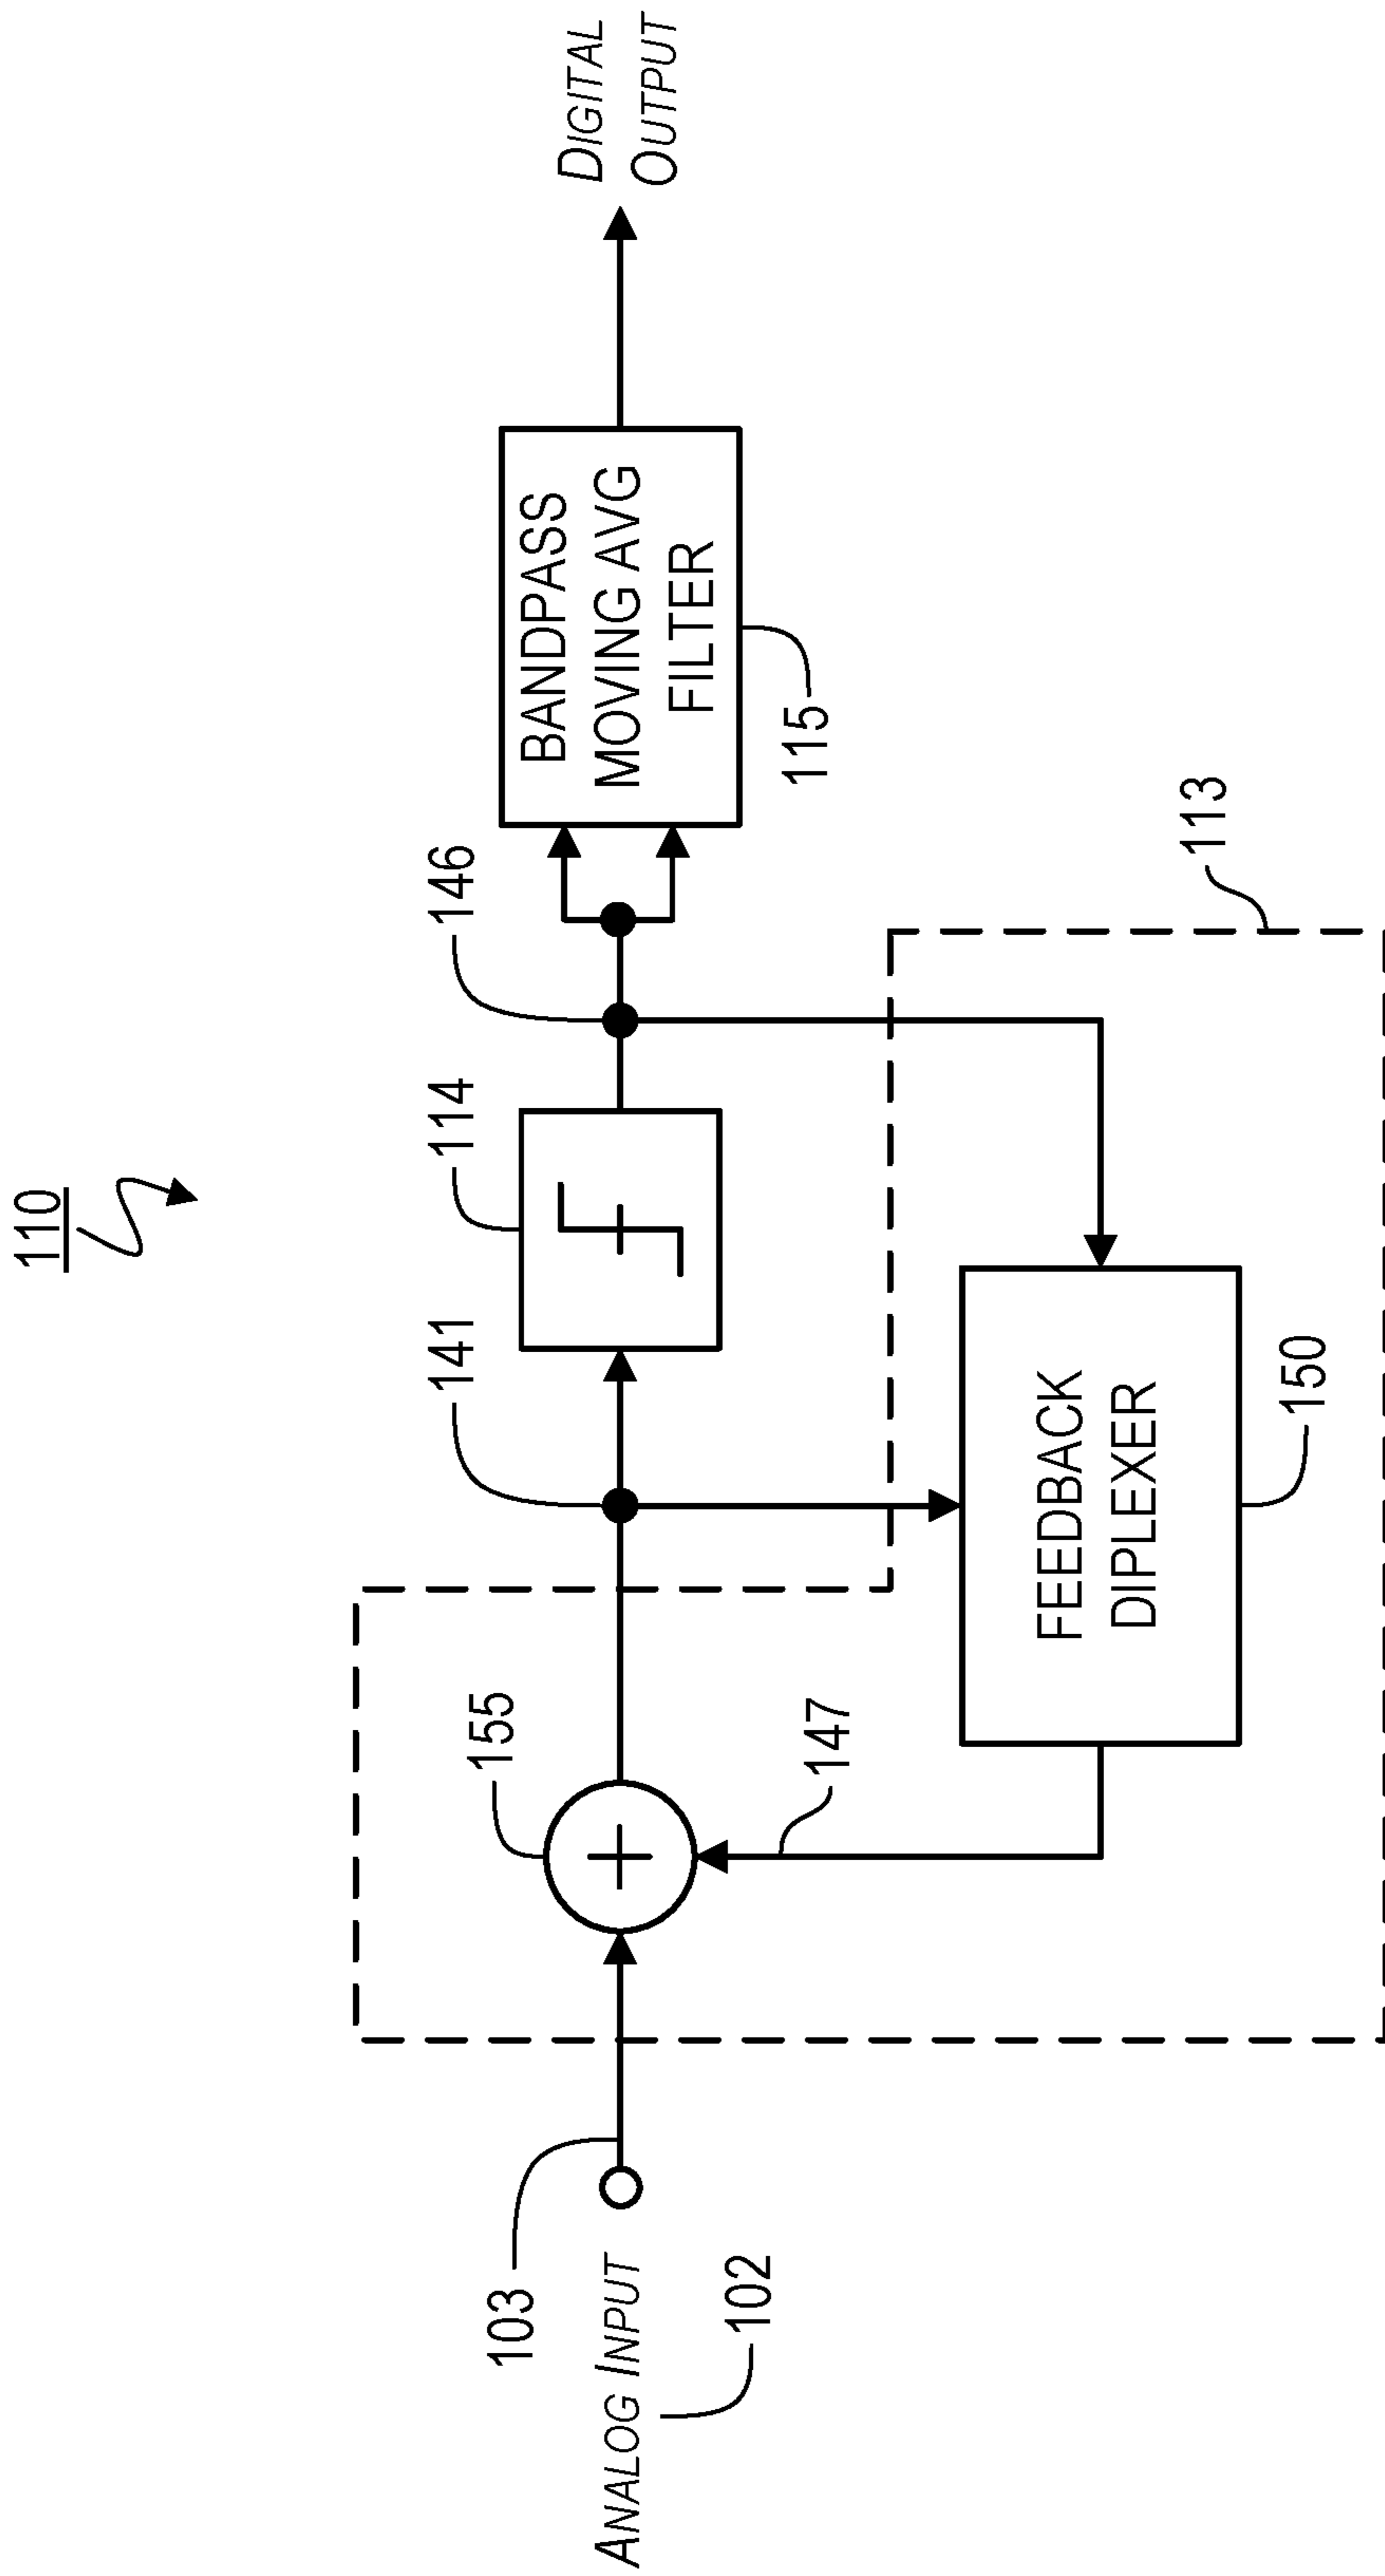 110
103
ANALOG INPUT
102
155
147
141
114
146
FEEDBACK
DIPLEXER
150
BANDPASS
MOVING AVG
FILTER
115
113
DIGITAL
OUTPUT